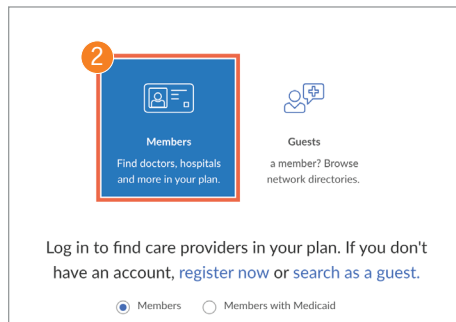 2
Members
Find doctors, hospitals
and more in your plan.
Guests
a member? Browse
network directories.
Log in to find care providers in your plan. If you don't
have an account, register now or search as a guest.
Members
Members with Medicaid